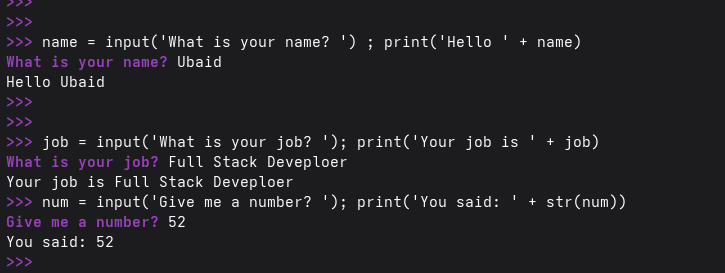 >>>
>>>
>>> name = input('What is your name? ') ; print('Hello ' + name)
What is your name? Ubaid
Hello Ubaid
>>>
>>>
>>> job = input('What is your job? '); print('Your job is ' + job)
What is your job? Full Stack Deveploer
Your job is Full Stack Deveploer
>>> num = input('Give me a number? '); print('You said: ' + str(num))
Give me a number? 52
You said: 52
>>>